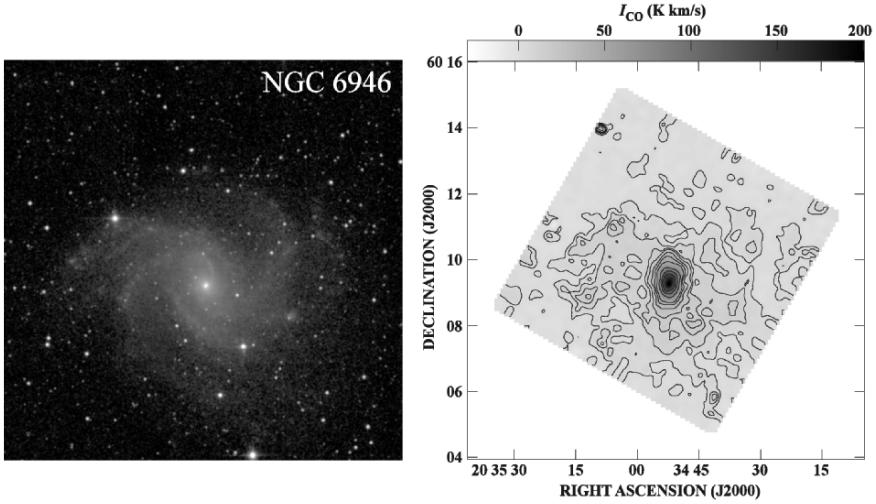 NGC 6946
I_CO (K km/s)
0 50 100 150 200
60 16
14
12
10
08
06
04
DECLINATION (J2000)
20 35 30 15 00 34 45 30 15
RIGHT ASCENSION (J2000)